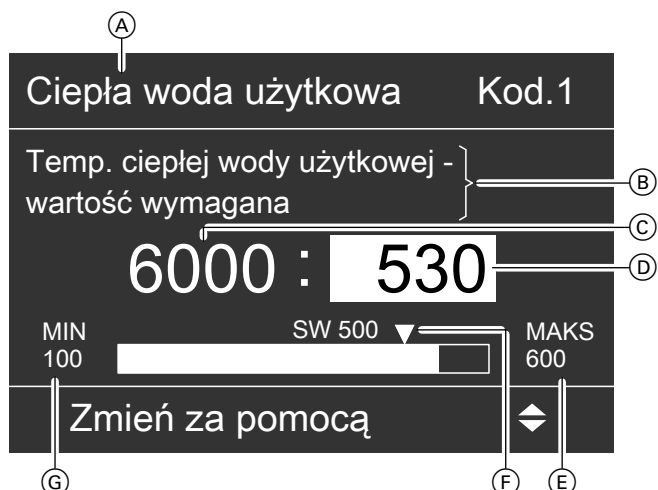 A
Ciepła woda użytkowa Kod.1
Temp. ciepłej wody użytkowej -
wartość wymagana
B
C
6000 : 530
D
MIN SW 500 MAKS
100 600
Zmień za pomocą
G F E